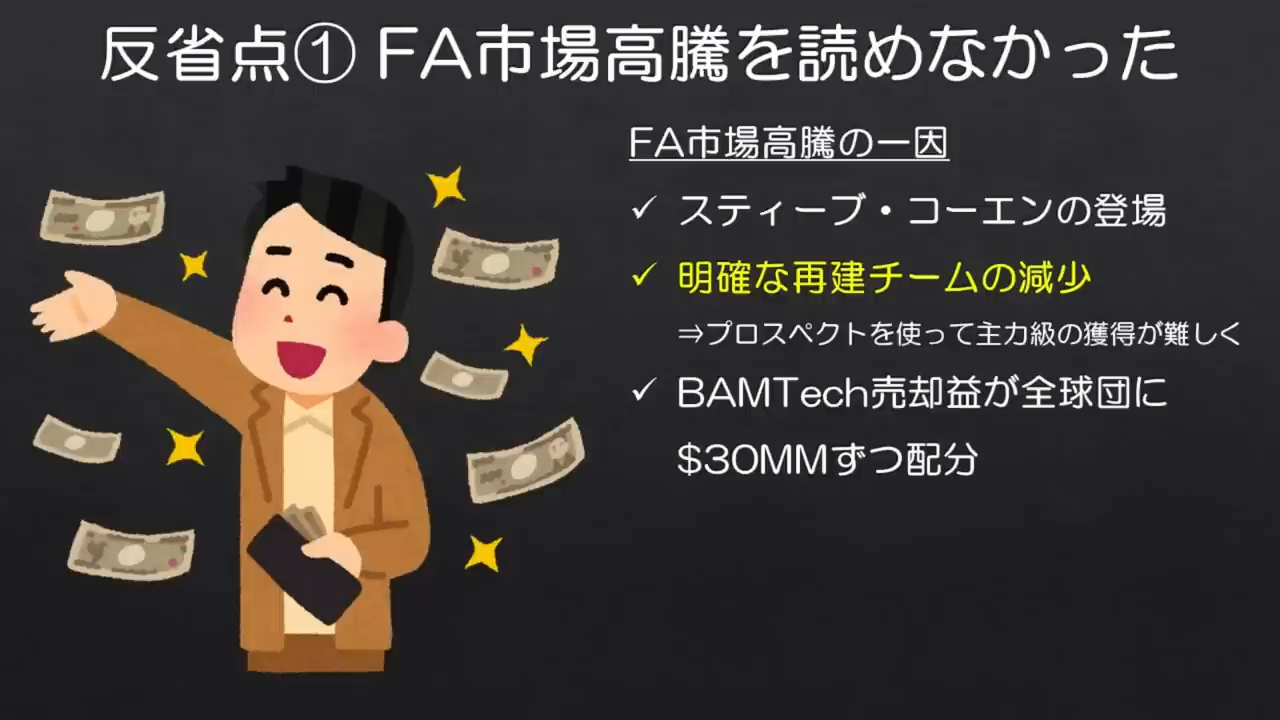 反省点① FA市場高騰を読めなかった
FA市場高騰の一因
✓ スティーブ・コーエンの登場
✓ 明確な再建チームの減少
⇒プロスペクトを使って主力級の獲得が難しく
✓ BAMTech売却益が全球団に
$30MMずつ配分